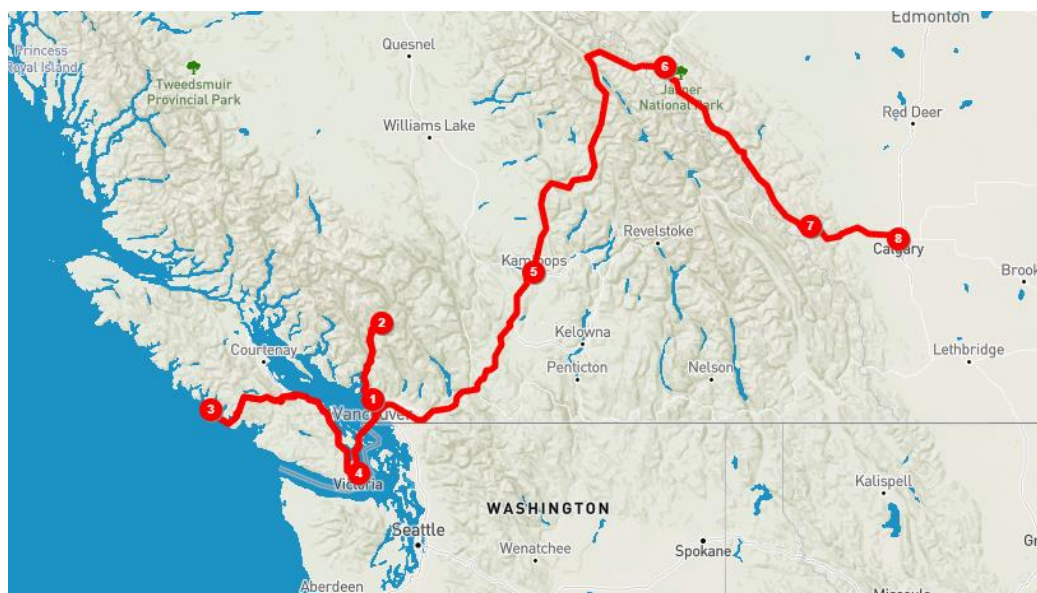 Edmonton
Princess
Royal Island
Quesnel
Tweedsmuir
Provincial Park
6
Jasper
National Park
Red Deer
Williams Lake
7
Revelstoke
8
Calgary
Kamloops
5
Brook
2
Kelowna
Courtenay
Lethbridge
Penticton
Nelson
1
3
Vancouver
4
Victoria
Kalispell
WASHINGTON
Seattle
Spokane
Gr
Wenatchee
Aberdeen
Missoula